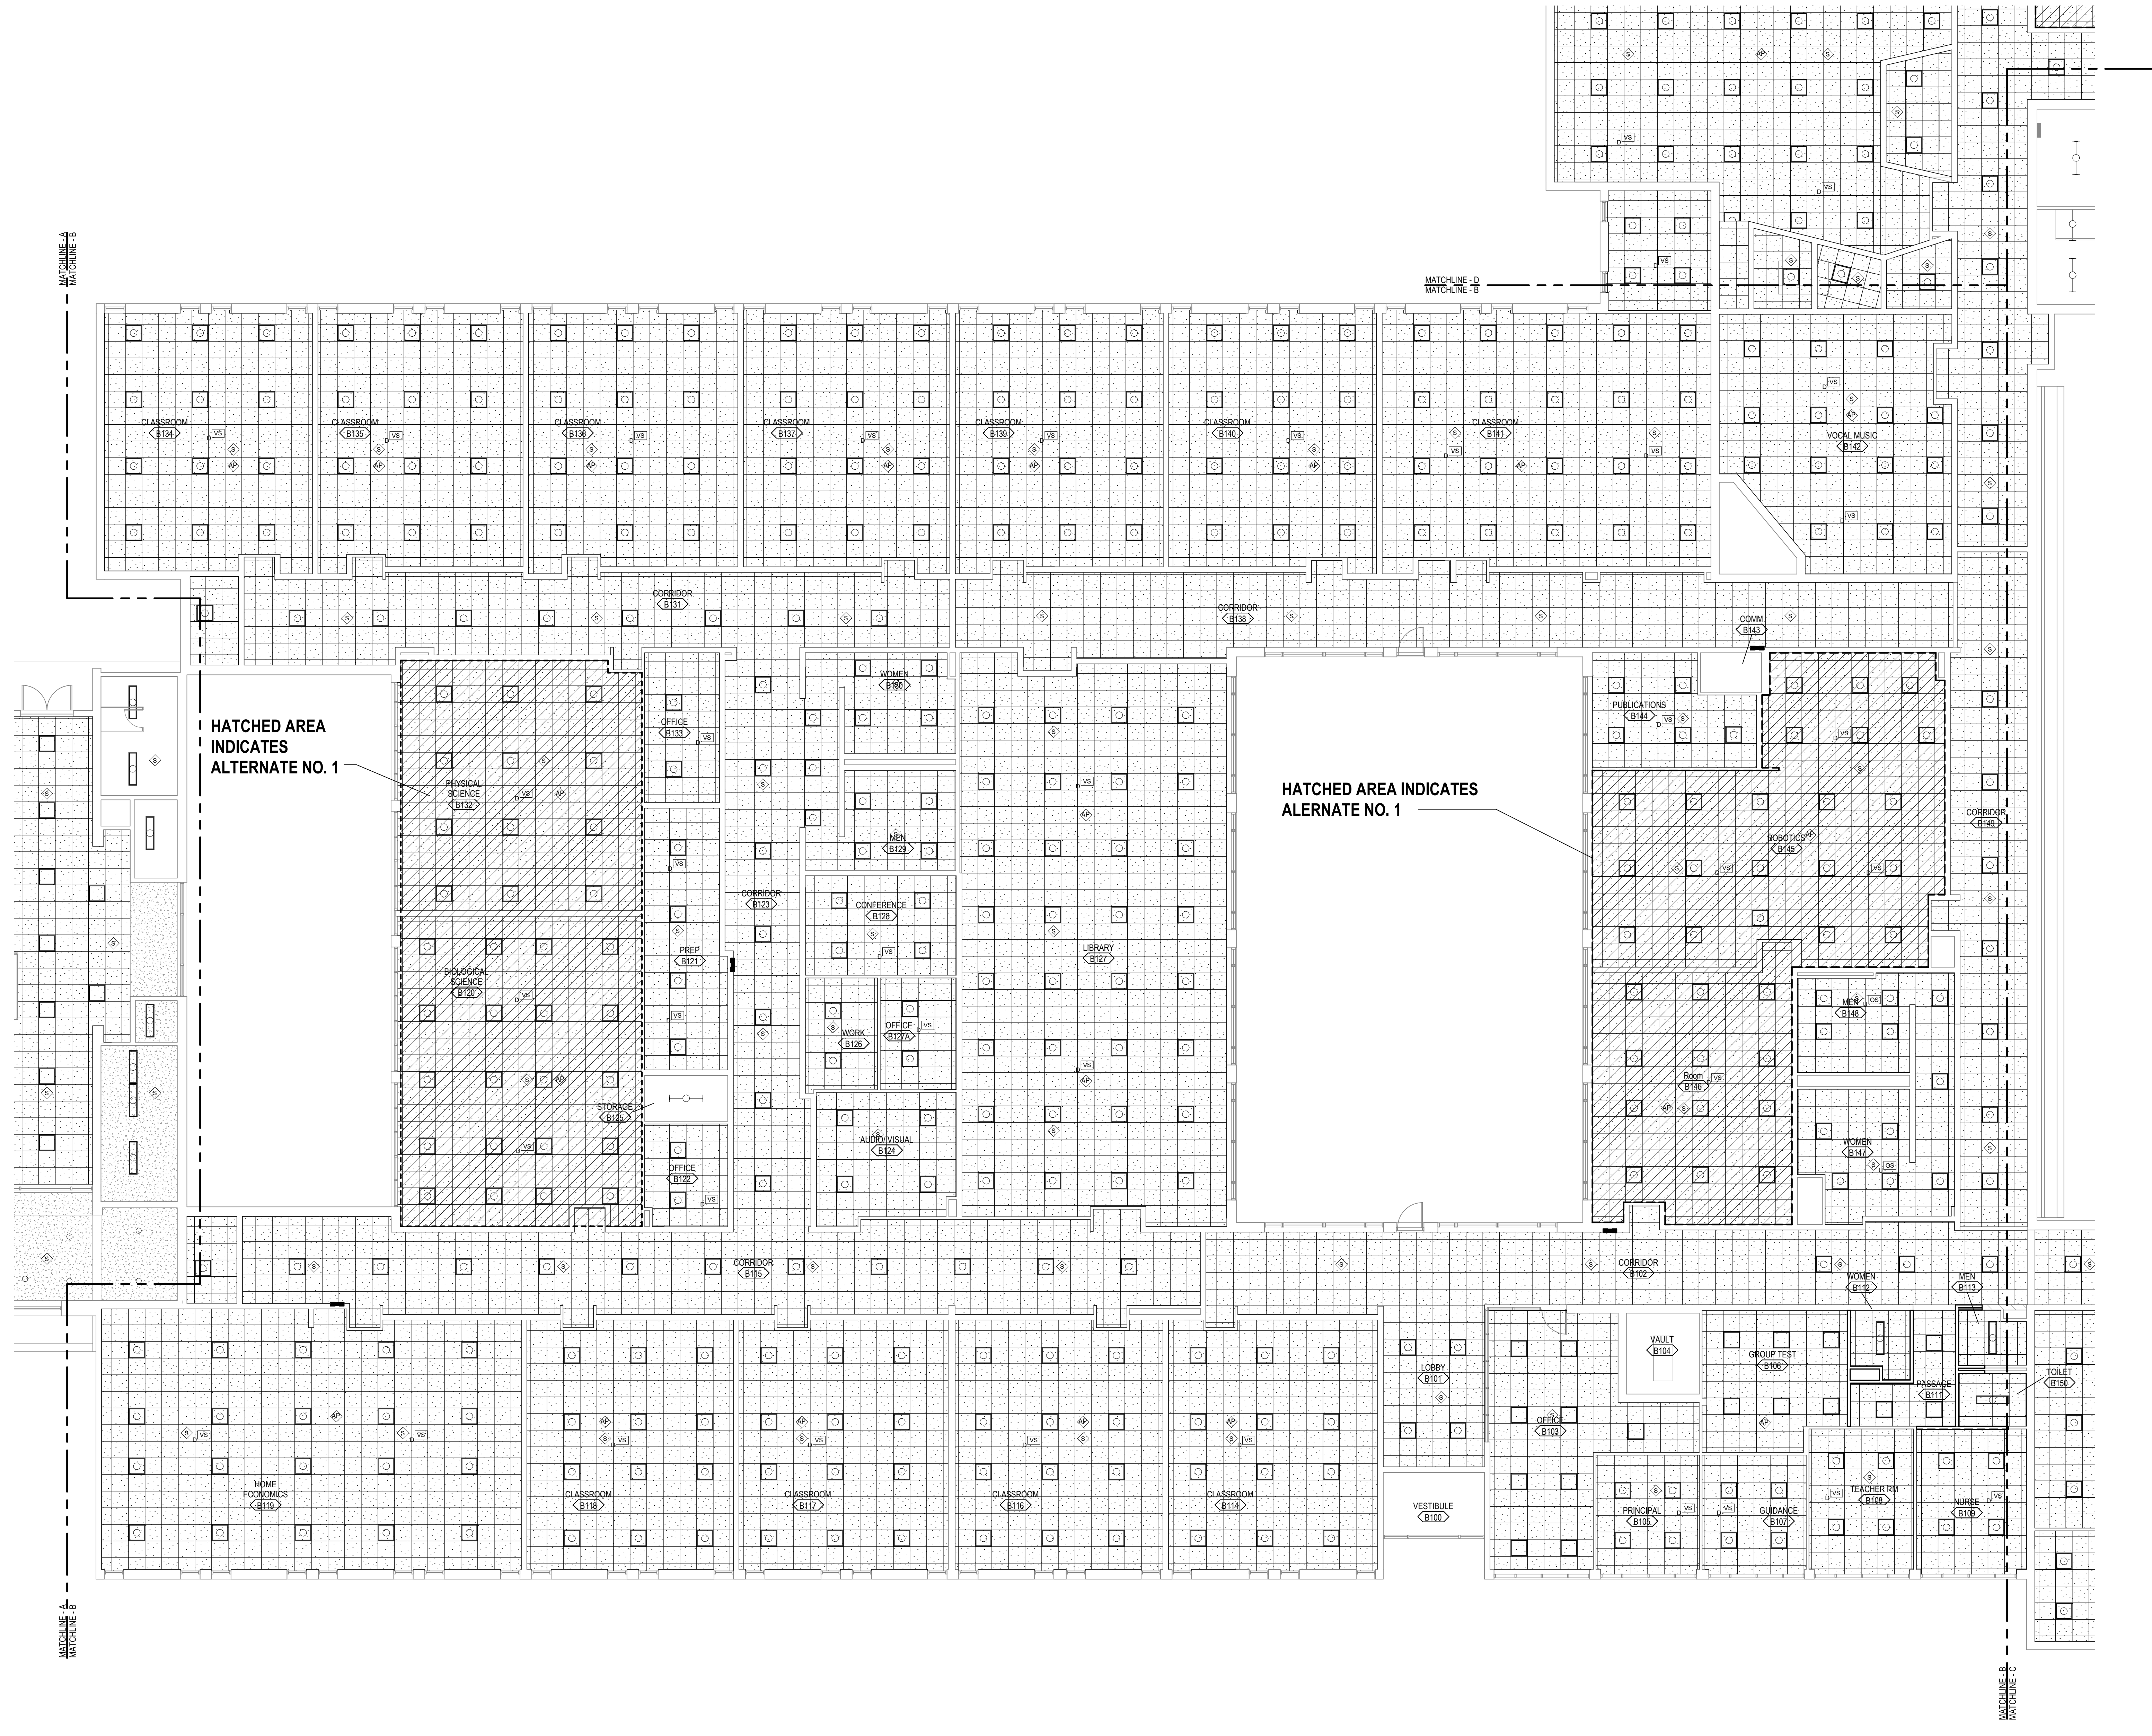 MATCHLINE - A
MATCHLINE - B
MATCHLINE - D
MATCHLINE - B
CLASSROOM
B134
CLASSROOM
B135
CLASSROOM
B136
CLASSROOM
B137
CLASSROOM
B139
CLASSROOM
B140
CLASSROOM
B141
VOCAL MUSIC
B142
CORRIDOR
B131
CORRIDOR
B138
COMM
B143
HATCHED AREA
INDICATES
ALTERNATE NO. 1
PHYSICAL
SCIENCE
B132
OFFICE
B133
WOMEN
B130
MEN
B129
CORRIDOR
B123
CONFERENCE
B128
LIBRARY
B127
HATCHED AREA INDICATES
ALERNATE NO. 1
PUBLICATIONS
B144
ROBOTICS
B145
CORRIDOR
B149
BIOLOGICAL
SCIENCE
B120
PREP
B121
WORK
B126
OFFICE
B127A
MEN
B148
Room
B146
STORAGE
B125
AUDIO/ VISUAL
B124
WOMEN
B147
OFFICE
B122
CORRIDOR
B115
CORRIDOR
B102
WOMEN
B112
MEN
B113
VAULT
B104
GROUP TEST
B106
LOBBY
B101
PASSAGE
B111
TOILET
B150
OFFICE
B103
HOME
ECONOMICS
B119
CLASSROOM
B118
CLASSROOM
B117
CLASSROOM
B116
CLASSROOM
B114
VESTIBULE
B100
PRINCIPAL
B105
GUIDANCE
B107
TEACHER RM
B108
NURSE
B109
MATCHLINE - A
MATCHLINE - B
MATCHLINE - B
MATCHLINE - C